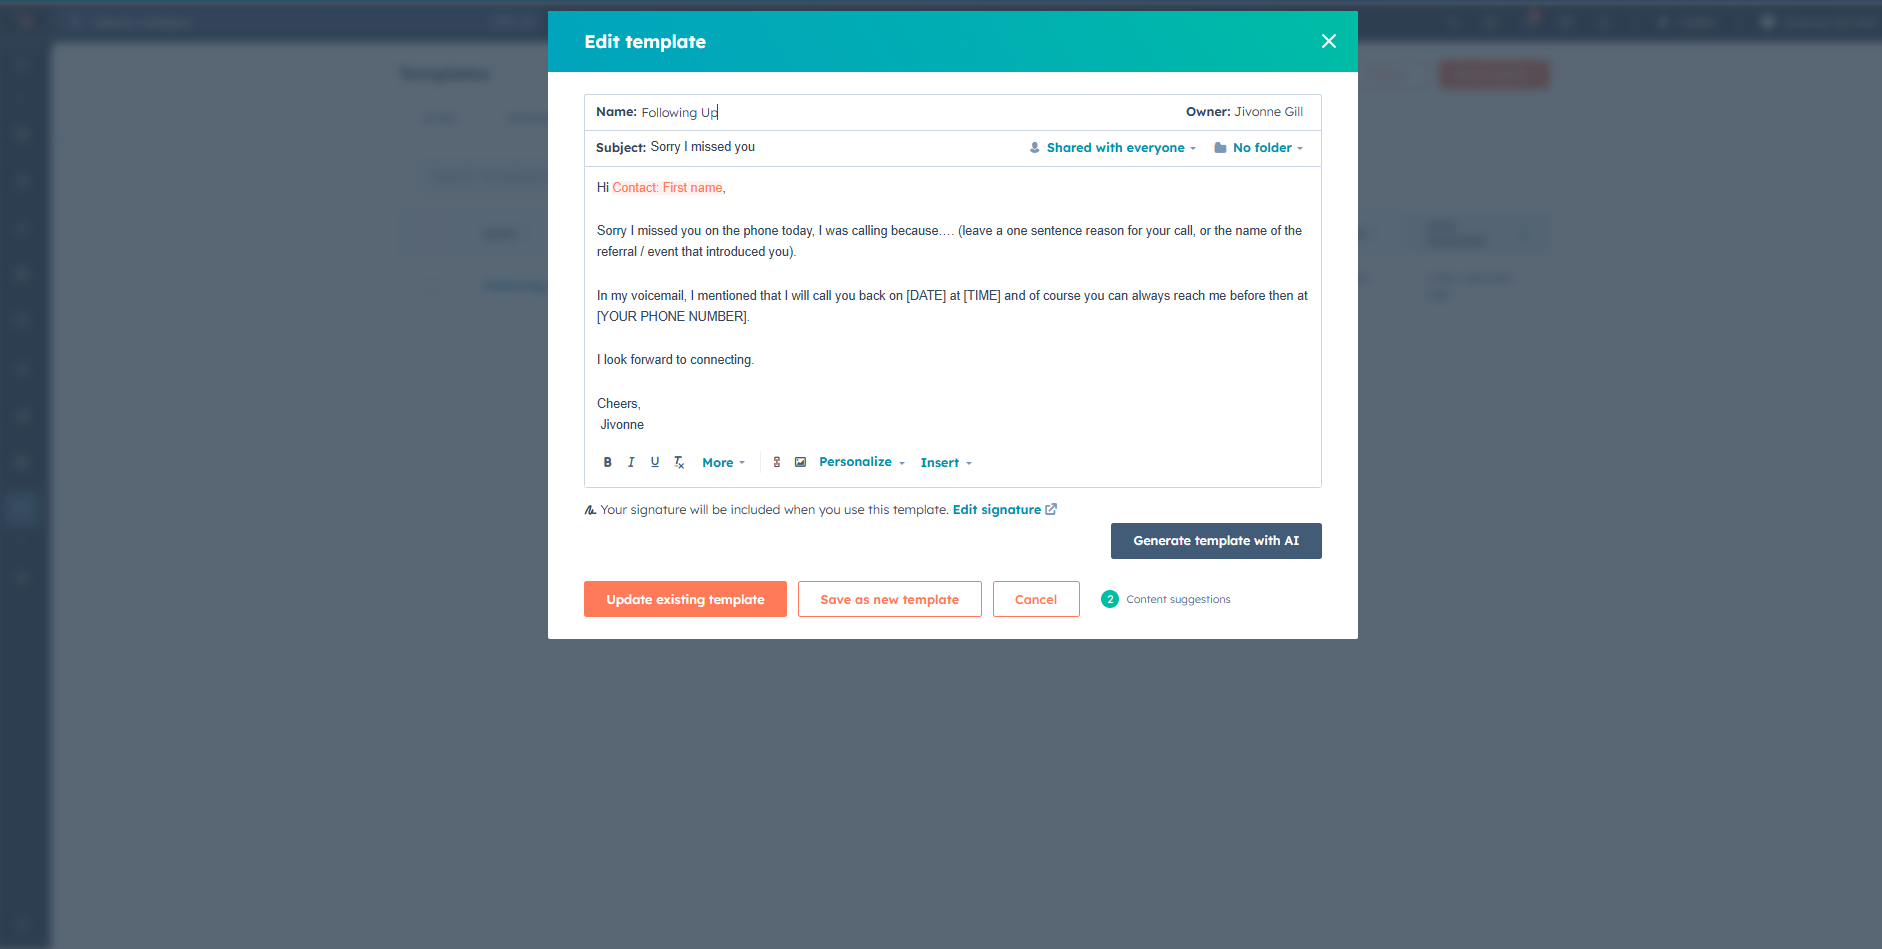 Edit template
Name: Following Up
Owner: Jivonne Gill
Subject: Sorry I missed you
Shared with everyone
No folder
Hi Contact: First name,
Sorry I missed you on the phone today, I was calling because…. (leave a one sentence reason for your call, or the name of the
referral / event that introduced you).
In my voicemail, I mentioned that I will call you back on [DATE] at [TIME] and of course you can always reach me before then at
[YOUR PHONE NUMBER].
I look forward to connecting.
Cheers,
Jivonne
B I U Tx More Personalize Insert
Your signature will be included when you use this template. Edit signature
Generate template with AI
Update existing template
Save as new template
Cancel
2 Content suggestions
Templates